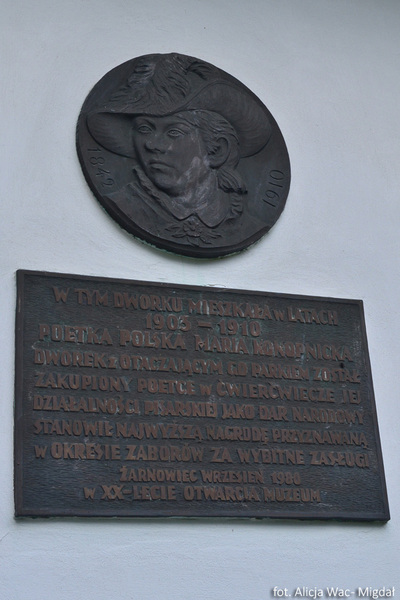 1842 1910
W TYM DWORKU MIESZKAŁA W LATACH
1903 – 1910
POETKA POLSKA MARIA KONOPNICKA
DWOREK Z OTACZAJĄCYM GO PARKIEM ZOSTAŁ
ZAKUPIONY POETCE W ĆWIERĆWIECZE JEJ
DZIAŁALNOŚCI PISARSKIEJ JAKO DAR NARODOWY
STANOWIŁ NAJWYŻSZĄ NAGRODĘ PRZYZNAWANĄ
W OKRESIE ZABORÓW ZA WYBITNE ZASŁUGI
ŻARNOWIEC WRZESIEŃ 1980
W XX-LECIE OTWARCIA MUZEUM
fot. Alicja Wac- Migdał